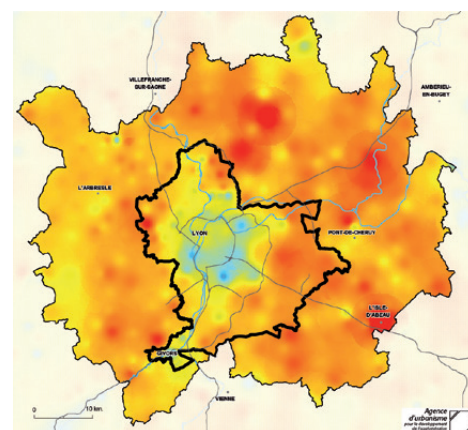 VILLEFRANCHE-
SUR-SAONE
AMBERIEU-
EN-BUGEY
L'ARBRESLE
LYON
PONT-DE-CHERUY
L'ISLE-
D'ABEAU
GIVORS
VIENNE
0 10 km
Agence
d'urbanisme
pour le développement
de l'agglomération